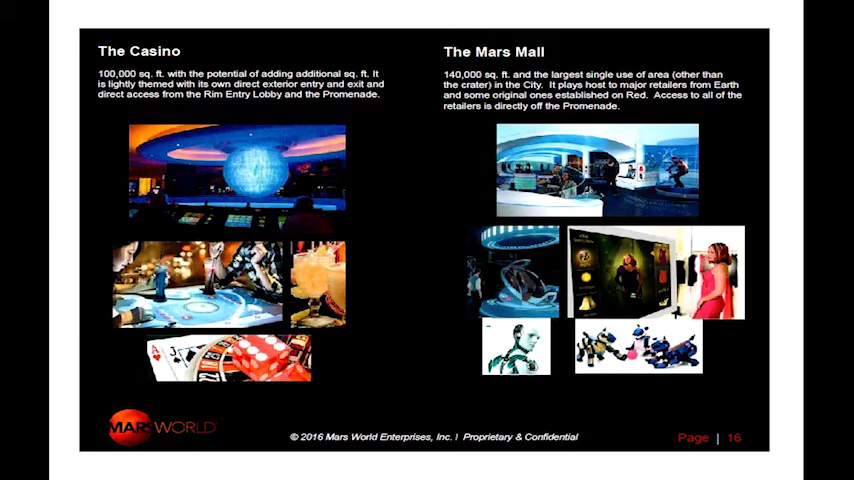 The Casino
100,000 sq. ft. with the potential of adding additional sq. ft. It
is lightly themed with its own direct exterior entry and exit and
direct access from the Rim Entry Lobby and the Promenade.
The Mars Mall
140,000 sq. ft. and the largest single use of area (other than
the crater) in the City. It plays host to major retailers from Earth
and some original ones established on Red. Access to all of the
retailers is directly off the Promenade.
MARSWORLD
© 2016 Mars World Enterprises, Inc. | Proprietary & Confidential
Page | 16